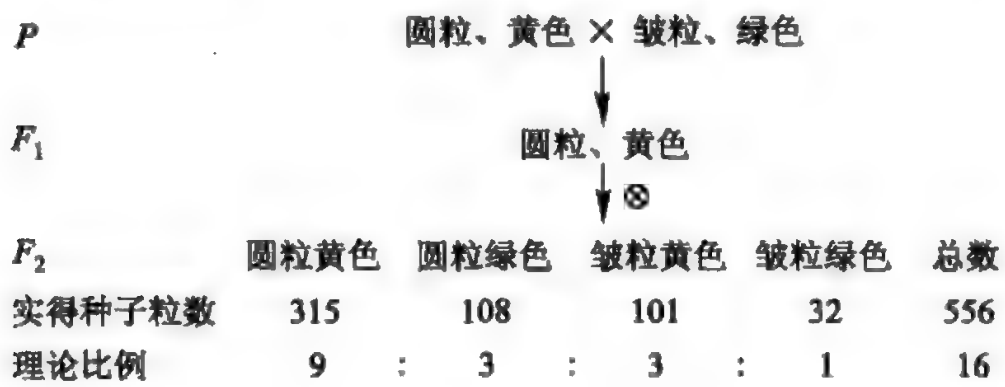 P 圆粒、黄色 × 皱粒、绿色
F₁ 圆粒、黄色
⊗
F₂ 圆粒黄色 圆粒绿色 皱粒黄色 皱粒绿色 总数
实得种子粒数 315 108 101 32 556
理论比例 9 : 3 : 3 : 1 16